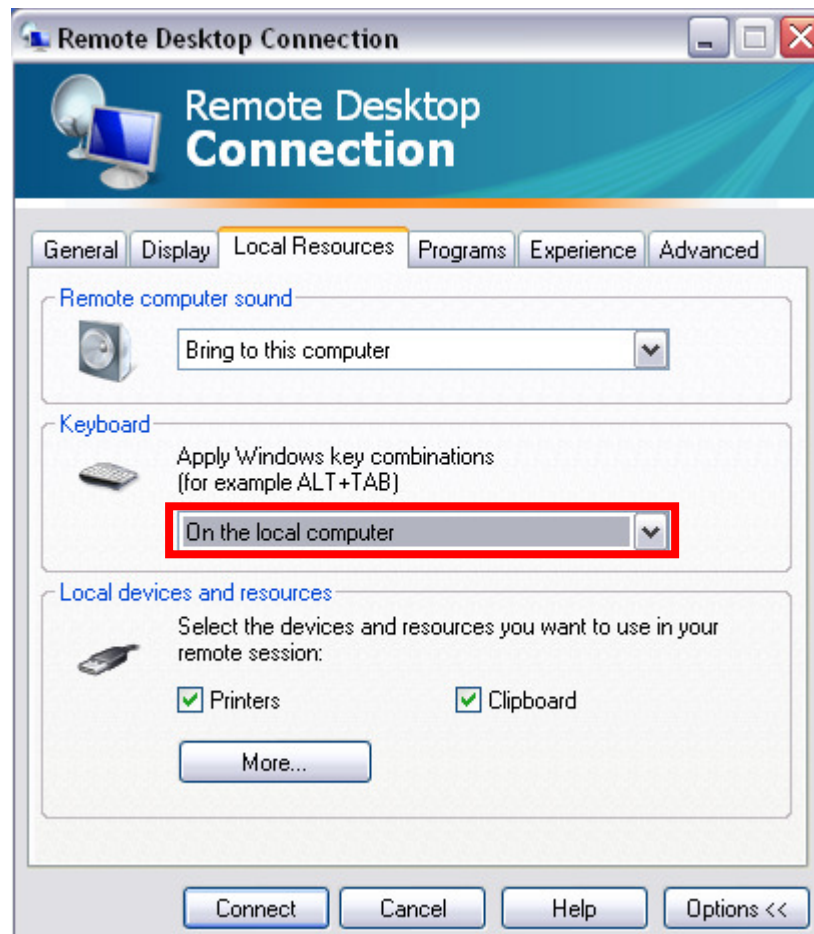 Remote Desktop Connection
Remote Desktop
Connection
General Display Local Resources Programs Experience Advanced
Remote computer sound
Bring to this computer
Keyboard
Apply Windows key combinations
(for example ALT+TAB)
On the local computer
Local devices and resources
Select the devices and resources you want to use in your
remote session:
Printers Clipboard
More...
Connect Cancel Help Options <<